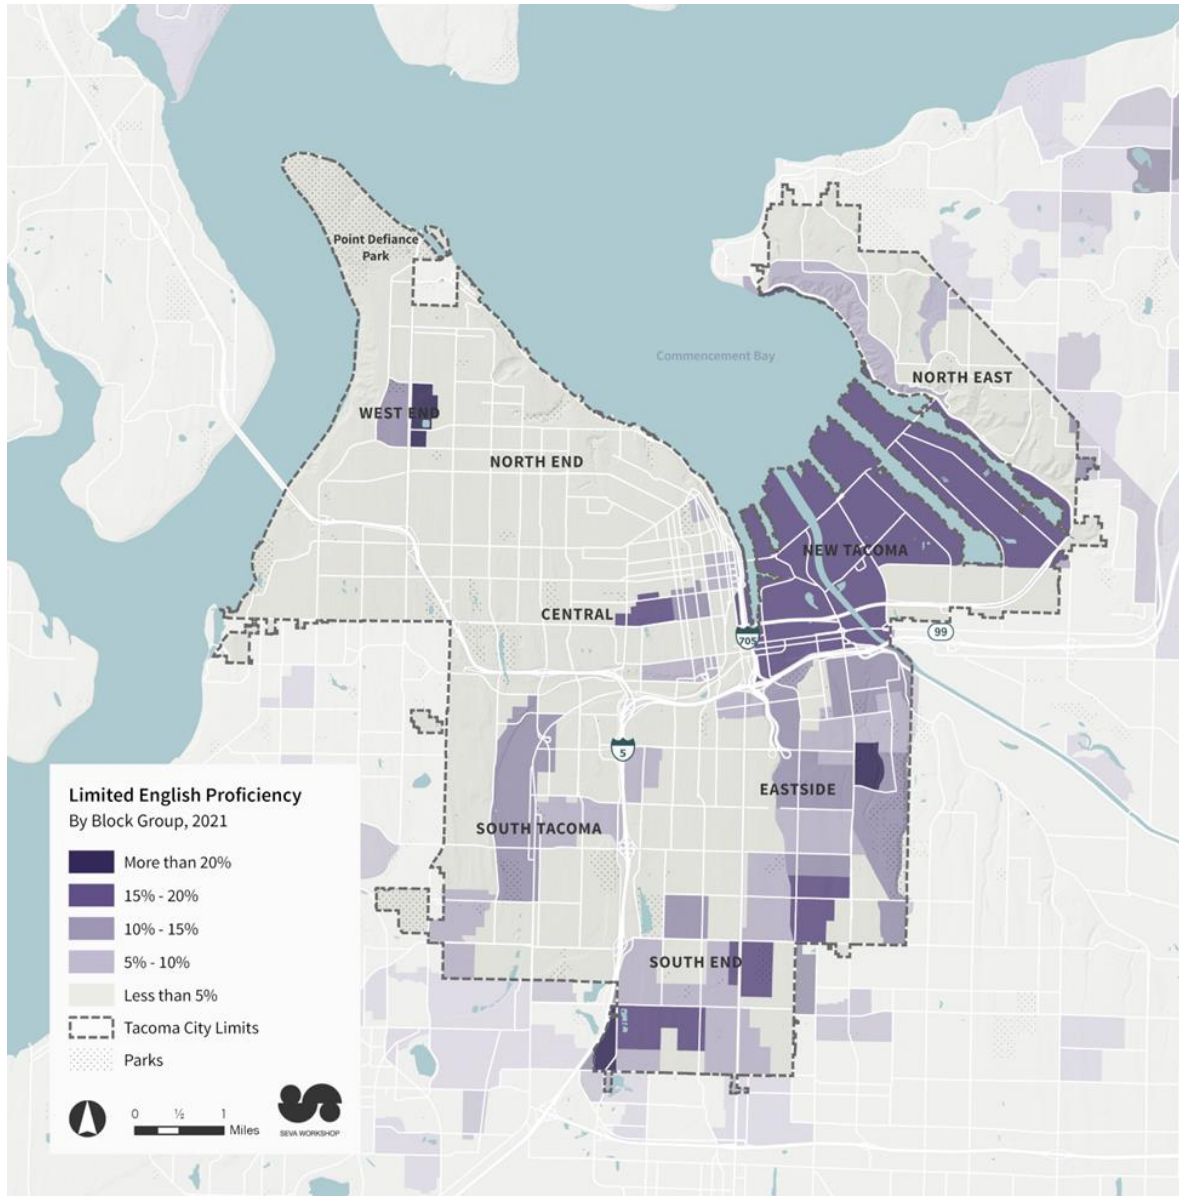 Point Defiance
Park
Commencement Bay
NORTH EAST
WEST END
NORTH END
NEW TACOMA
CENTRAL
705
99
5
EASTSIDE
SOUTH TACOMA
SOUTH END
Limited English Proficiency
By Block Group, 2021
More than 20%
15% - 20%
10% - 15%
5% - 10%
Less than 5%
Tacoma City Limits
Parks
0 ½ 1
Miles
SEVA WORKSHOP